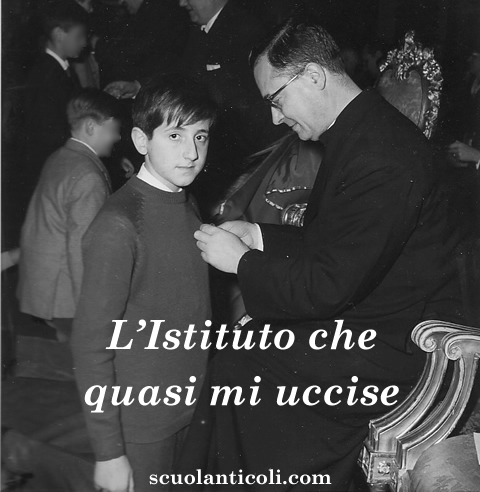 L’Istituto che
quasi mi uccise
scuolanticoli.com